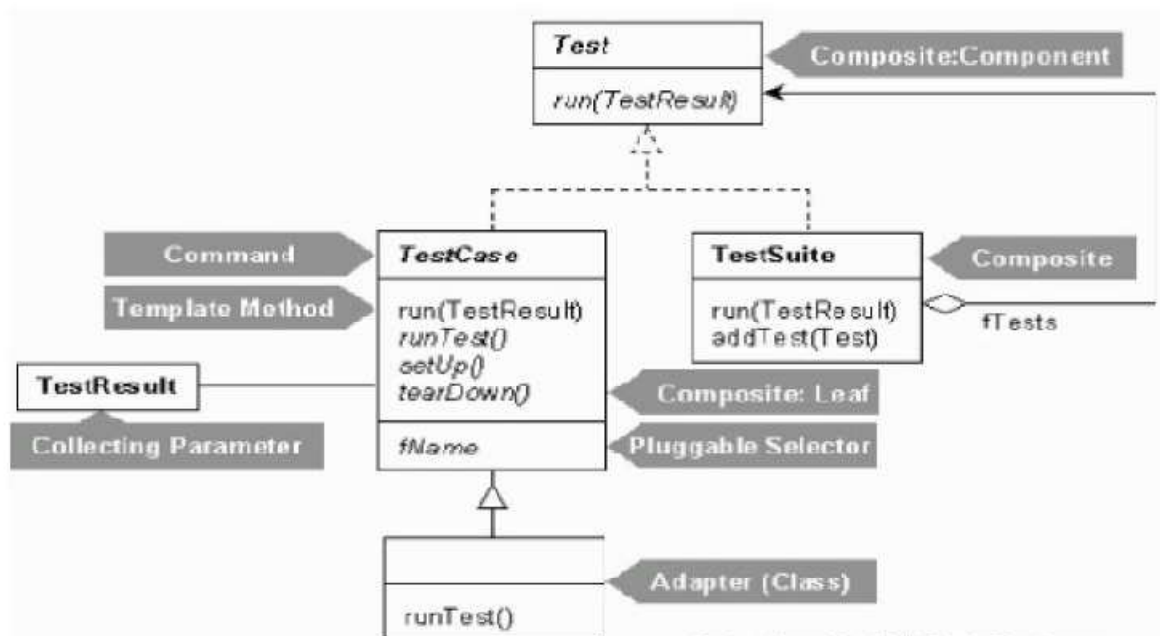 Test
Composite:Component
run(TestResult)
Command
TestCase
TestSuite
Composite
Template Method
run(TestResult)
runTest()
setUp()
tearDown()
run(TestResult)
addTest(Test)
fTests
TestResult
Composite: Leaf
Collecting Parameter
fName
Pluggable Selector
Adapter (Class)
runTest()